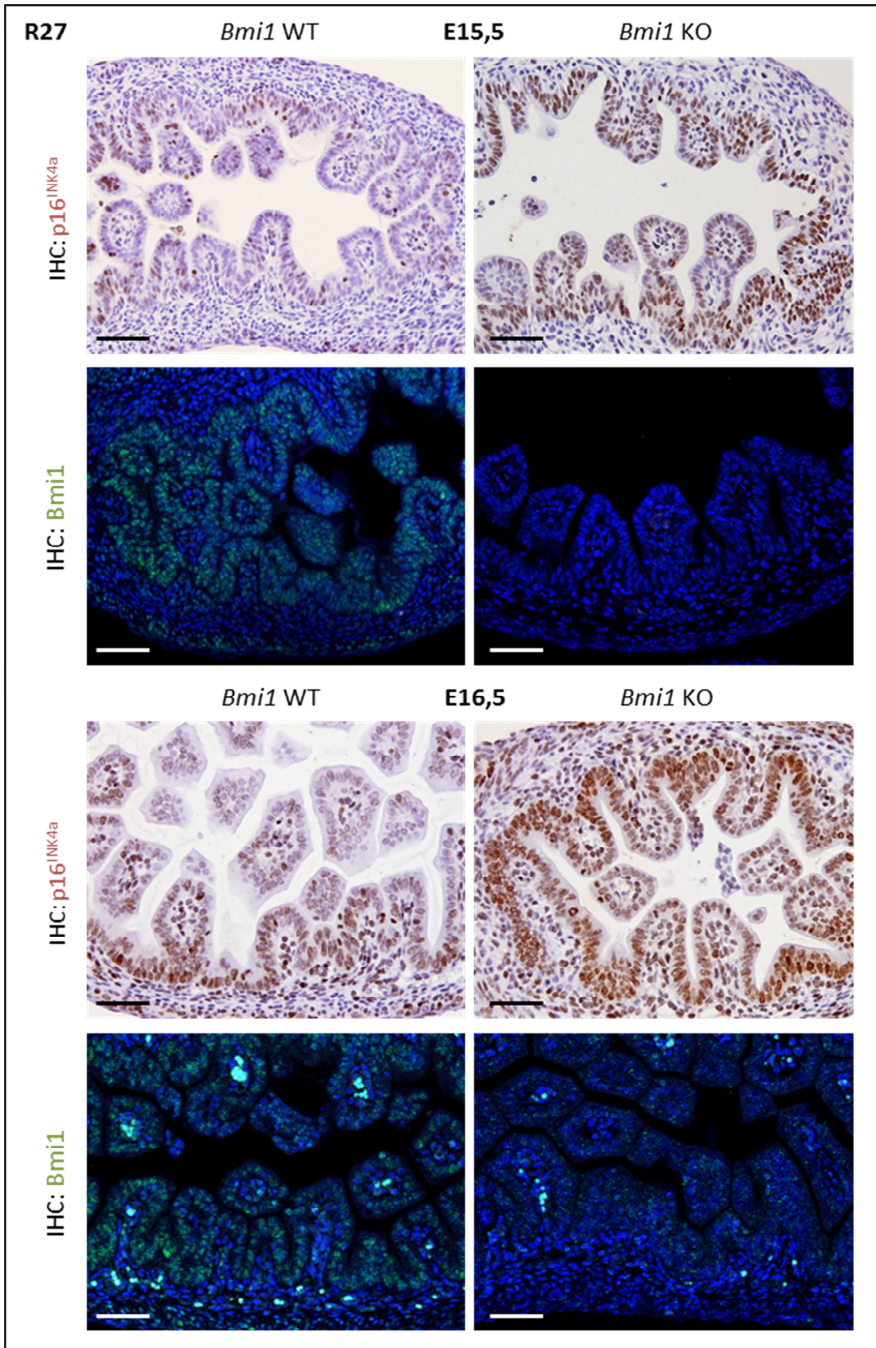 R27 Bmi1 WT E15,5 Bmi1 KO
IHC: p16INK4a
IHC: Bmi1
Bmi1 WT E16,5 Bmi1 KO
IHC: p16INK4a
IHC: Bmi1